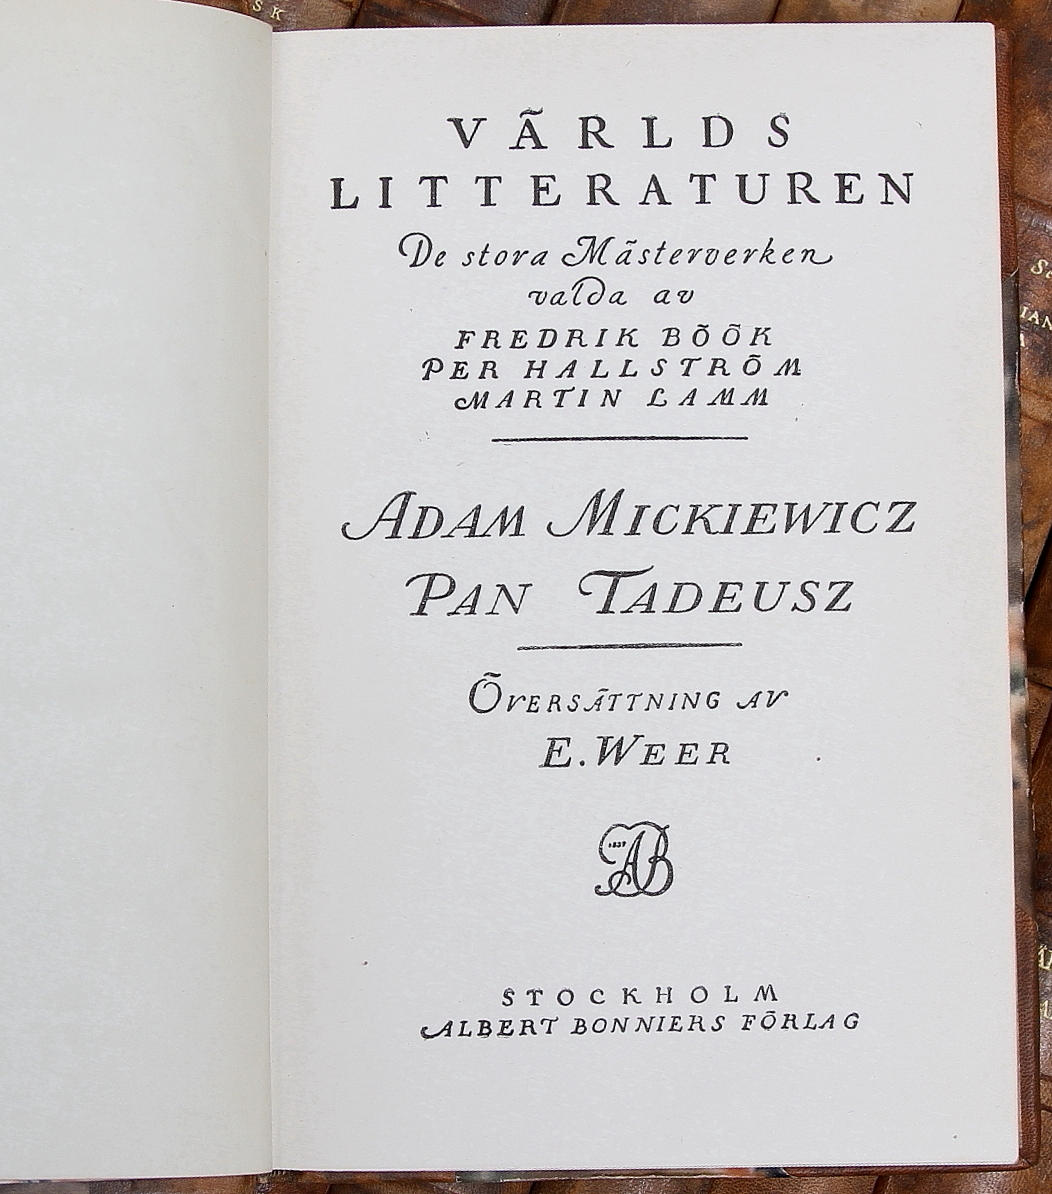 VÄRLDS
LITTERATUREN
De stora Mästerverken
valda av
FREDRIK BÖÖK
PER HALLSTRÖM
MARTIN LAMM
ADAM MICKIEWICZ
PAN TADEUSZ
ÖVERSÄTTNING AV
E. WEER
1837
AB
STOCKHOLM
ALBERT BONNIERS FÖRLAG